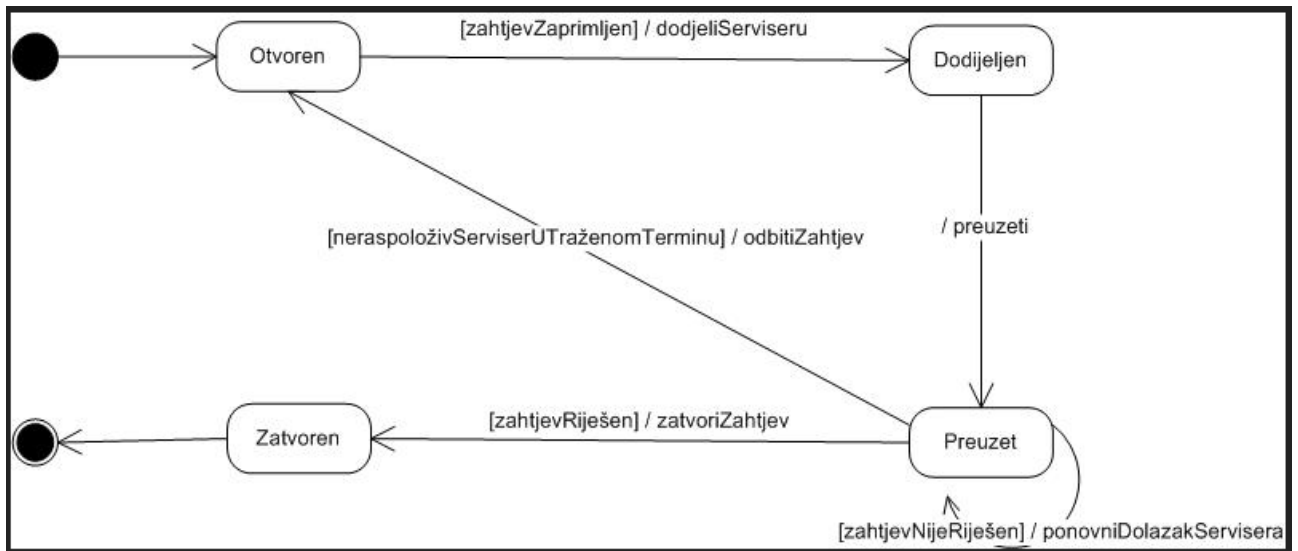 [zahtjevZaprimljen] / dodjeliServiseru
Otvoren
Dodijeljen
[neraspoloživServiserUTraženomTerminu] / odbitiZahtjev
/ preuzeti
[zahtjevRiješen] / zatvoriZahtjev
Zatvoren
Preuzet
[zahtjevNijeRiješen] / ponovniDolazakServisera